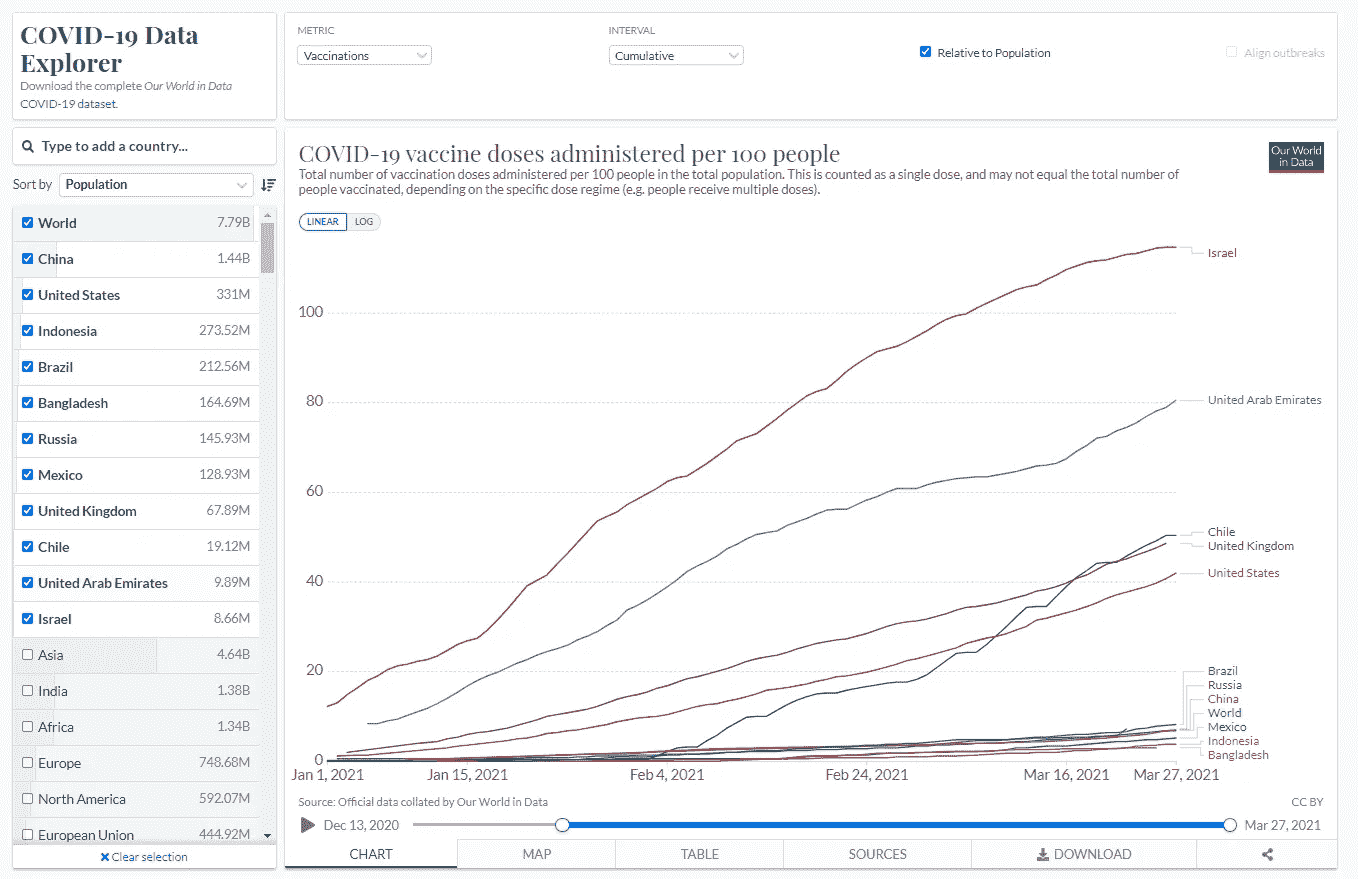 COVID-19 Data
Explorer
Download the complete Our World in Data
COVID-19 dataset.
METRIC
Vaccinations
INTERVAL
Cumulative
Relative to Population
Align outbreaks
Type to add a country...
Sort by
Population
World 7.79B
China 1.44B
United States 331M
Indonesia 273.52M
Brazil 212.56M
Bangladesh 164.69M
Russia 145.93M
Mexico 128.93M
United Kingdom 67.89M
Chile 19.12M
United Arab Emirates 9.89M
Israel 8.66M
Asia 4.64B
India 1.38B
Africa 1.34B
Europe 748.68M
North America 592.07M
European Union 444.92M
Clear selection
COVID-19 vaccine doses administered per 100 people
Total number of vaccination doses administered per 100 people in the total population. This is counted as a single dose, and may not equal the total number of
people vaccinated, depending on the specific dose regime (e.g. people receive multiple doses).
Our World
in Data
LINEAR LOG
100
80
60
40
20
0
Israel
United Arab Emirates
Chile
United Kingdom
United States
Brazil
Russia
China
World
Mexico
Indonesia
Bangladesh
Jan 1, 2021 Jan 15, 2021 Feb 4, 2021 Feb 24, 2021 Mar 16, 2021 Mar 27, 2021
Source: Official data collated by Our World in Data
CC BY
Dec 13, 2020
Mar 27, 2021
CHART MAP TABLE SOURCES DOWNLOAD